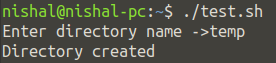 nishal@nishal-pc:~$ ./test.sh
Enter directory name ->temp
Directory created